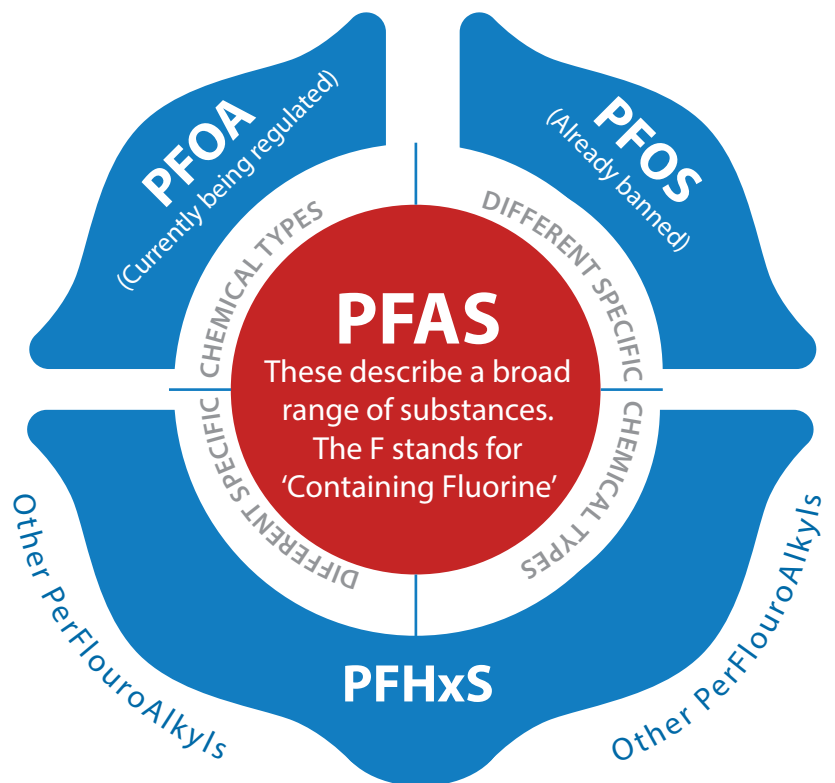 PFOA
(Currently being regulated)
PFOS
(Already banned)
DIFFERENT SPECIFIC CHEMICAL TYPES
DIFFERENT SPECIFIC CHEMICAL TYPES
PFAS
These describe a broad
range of substances.
The F stands for
‘Containing Fluorine’
Other PerFlouroAlkyls
PFHxS
Other PerFlouroAlkyls